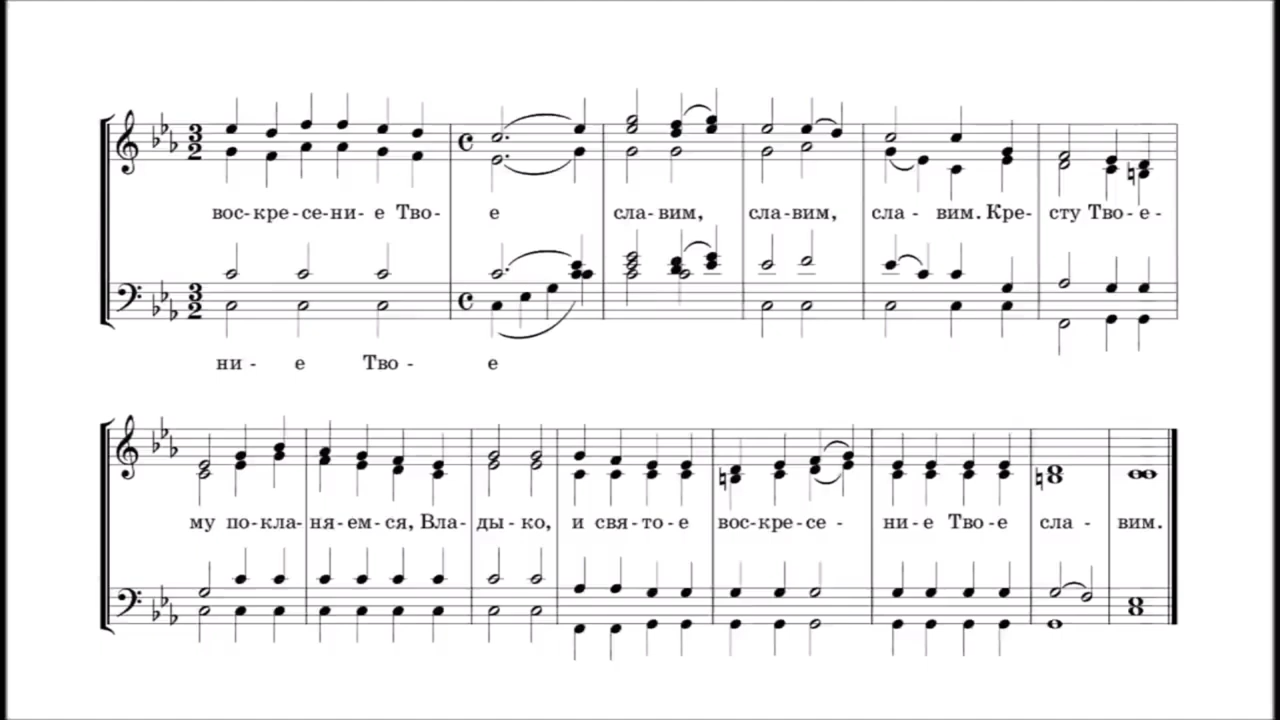 вос-кре-се-ни- е Тво- е сла-вим, сла-вим, сла - вим. Кре- сту Тво-е-
ни - е Тво - е
му по-кла- ня-ем-ся, Вла- ды-ко, и свя-то-е вос-кре-се - ни-е Тво-е сла - вим.